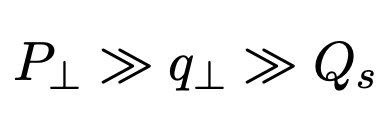 P⊥ ≫ q⊥ ≫ Qs